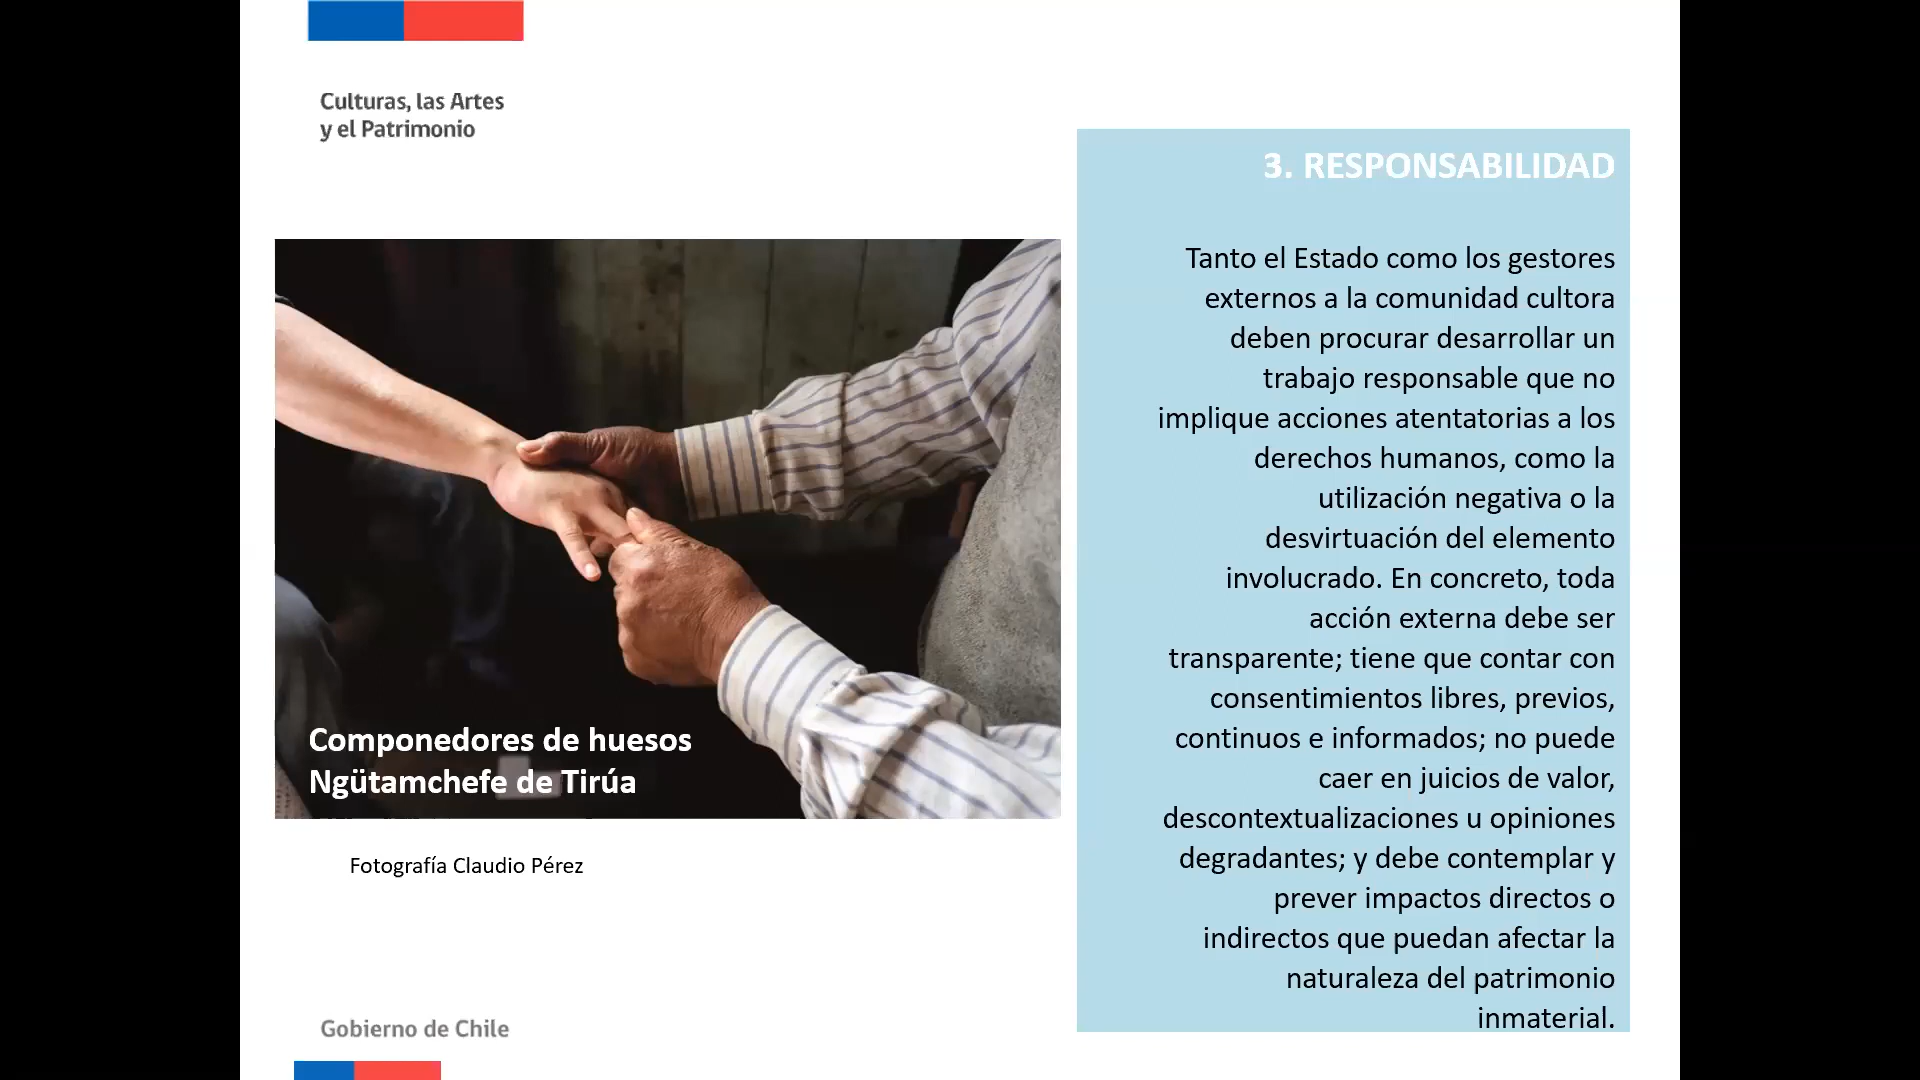 Culturas, las Artes
y el Patrimonio
3. RESPONSABILIDAD
Tanto el Estado como los gestores
externos a la comunidad cultora
deben procurar desarrollar un
trabajo responsable que no
implique acciones atentatorias a los
derechos humanos, como la
utilización negativa o la
desvirtuación del elemento
involucrado. En concreto, toda
acción externa debe ser
transparente; tiene que contar con
consentimientos libres, previos,
continuos e informados; no puede
caer en juicios de valor,
descontextualizaciones u opiniones
degradantes; y debe contemplar y
prever impactos directos o
indirectos que puedan afectar la
naturaleza del patrimonio
inmaterial.
Componedores de huesos
Ngütamchefe de Tirúa
Fotografía Claudio Pérez
Gobierno de Chile